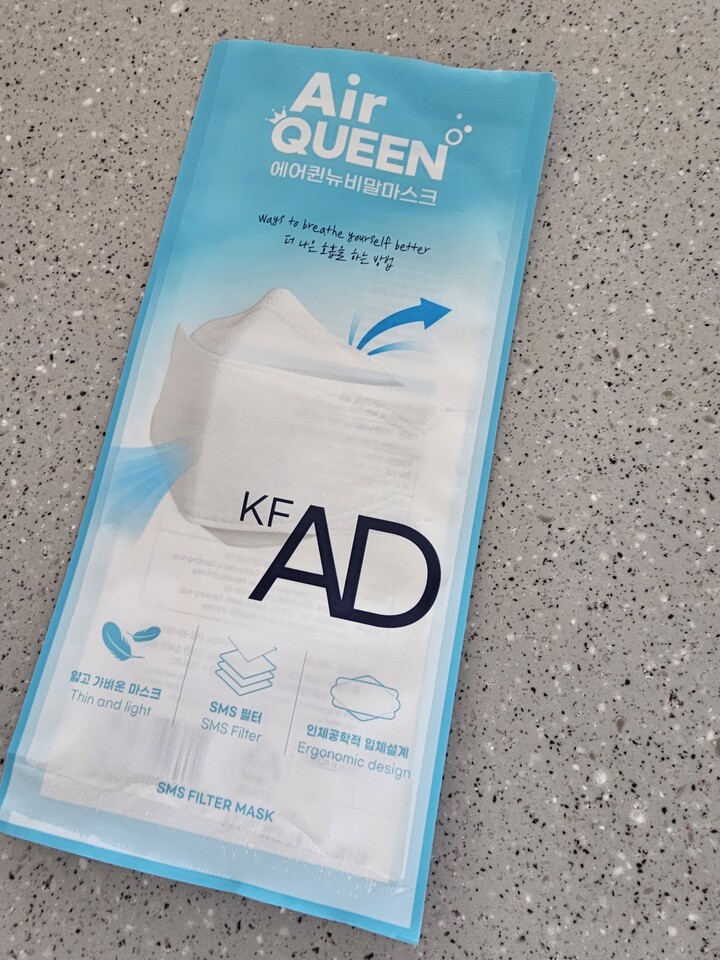 Air
QUEEN
에어퀸뉴비말마스크
Ways to breathe yourself better
더 나은 호흡을 하는 방법
KF
AD
얇고 가벼운 마스크
Thin and light
SMS 필터
SMS Filter
인체공학적 입체설계
Ergonomic design
SMS FILTER MASK